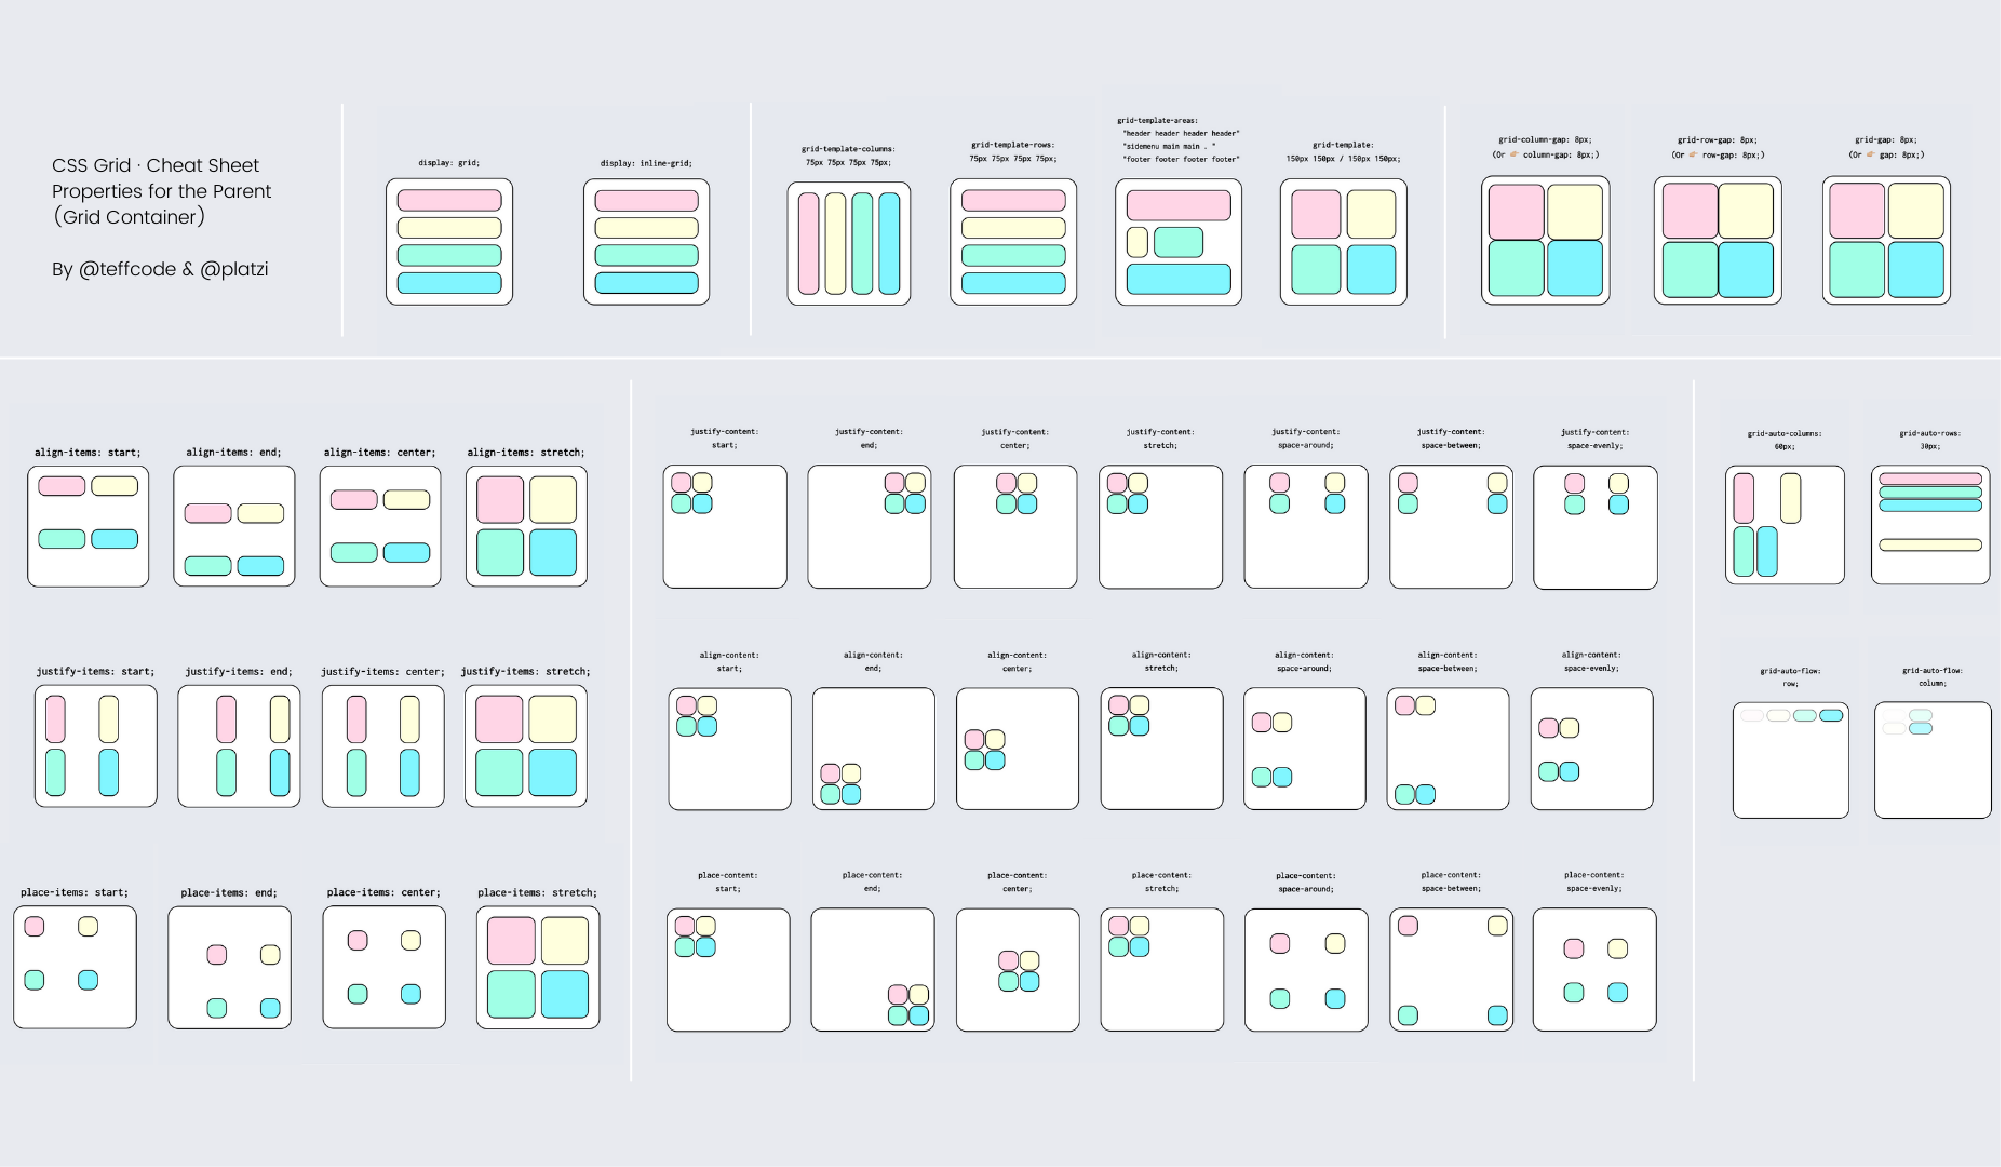 CSS Grid · Cheat Sheet
Properties for the Parent
(Grid Container)
By @teffcode & @platzi
display: grid;
display: inline-grid;
grid-template-columns:
75px 75px 75px 75px;
grid-template-rows:
75px 75px 75px 75px;
grid-template-areas:
"header header header header"
"sidemenu main main . "
"footer footer footer footer"
grid-template:
150px 150px / 150px 150px;
grid-column-gap: 8px;
(Or 👉 column-gap: 8px;)
grid-row-gap: 8px;
(Or 👉 row-gap: 8px;)
grid-gap: 8px;
(Or 👉 gap: 8px;)
align-items: start;
align-items: end;
align-items: center;
align-items: stretch;
justify-items: start;
justify-items: end;
justify-items: center;
justify-items: stretch;
place-items: start;
place-items: end;
place-items: center;
place-items: stretch;
justify-content:
start;
justify-content:
end;
justify-content:
center;
justify-content:
stretch;
justify-content:
space-around;
justify-content:
space-between;
justify-content:
space-evenly;
align-content:
start;
align-content:
end;
align-content:
center;
align-content:
stretch;
align-content:
space-around;
align-content:
space-between;
align-content:
space-evenly;
place-content:
start;
place-content:
end;
place-content:
center;
place-content:
stretch;
place-content:
space-around;
place-content:
space-between;
place-content:
space-evenly;
grid-auto-columns:
60px;
grid-auto-rows:
30px;
grid-auto-flow:
row;
grid-auto-flow:
column;